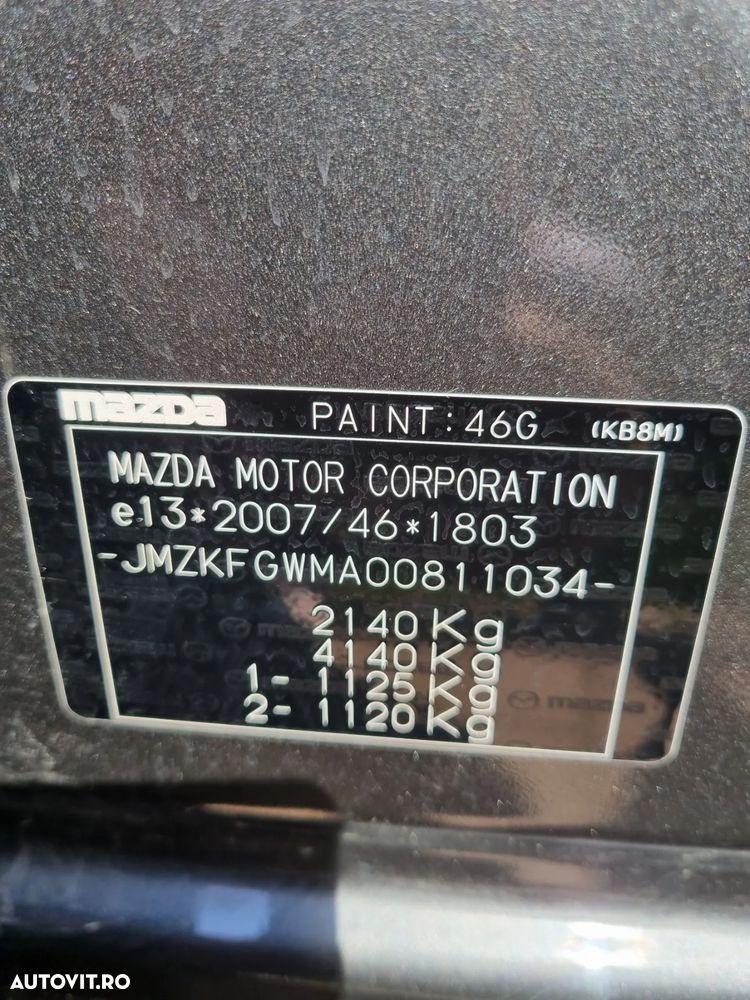 mazda PAINT: 46G (KB8M)
MAZDA MOTOR CORPORATION
e13*2007/46*1803
-JMZKFGWMA00811034-
2140Kg
4140Kg
1- 1125Kg
2- 1120Kg
mazda
AUTOVIT.RO